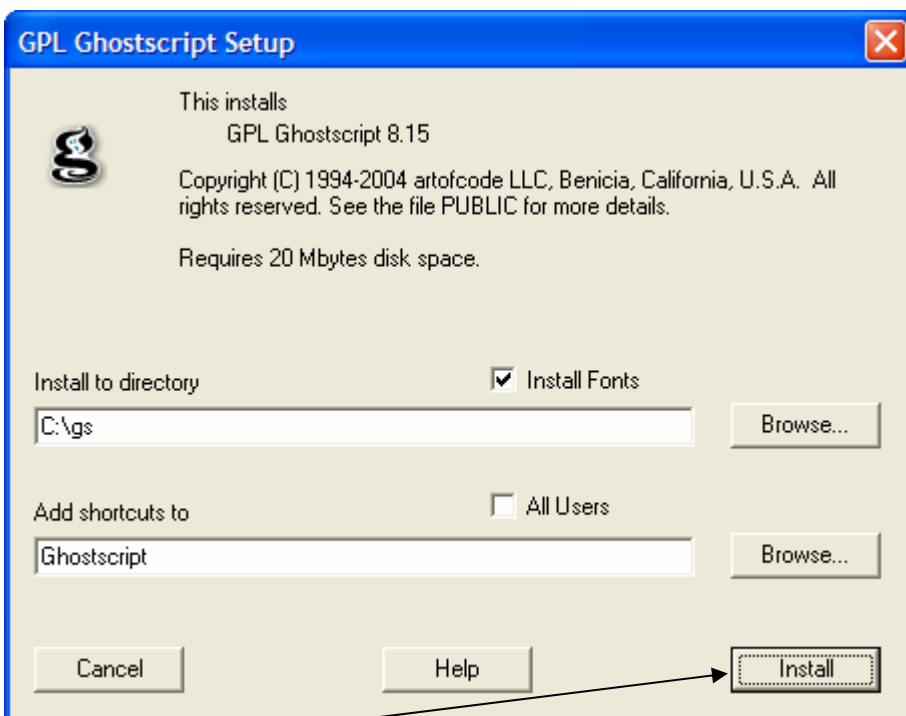 GPL Ghostscript Setup
This installs
GPL Ghostscript 8.15
Copyright (C) 1994-2004 artofcode LLC, Benicia, California, U.S.A. All
rights reserved. See the file PUBLIC for more details.
Requires 20 Mbytes disk space.
Install to directory
Install Fonts
C:\gs
Browse...
Add shortcuts to
All Users
Ghostscript
Browse...
Cancel
Help
Install